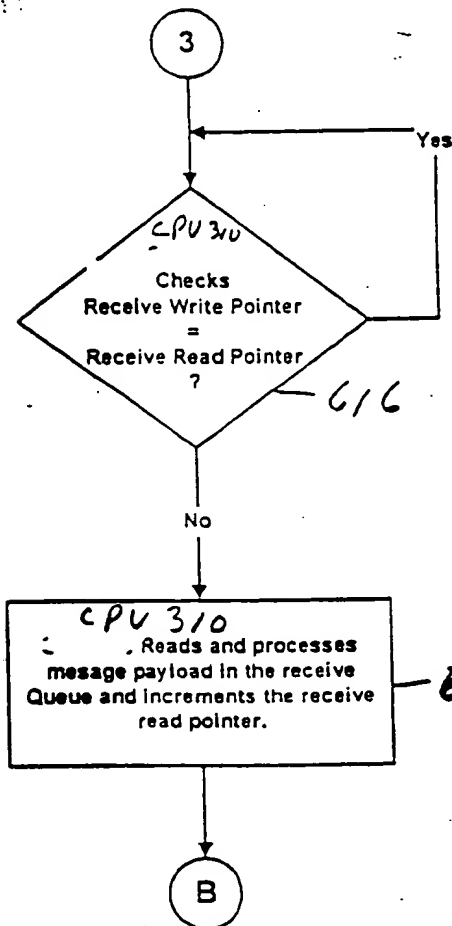 3
Yes
CPU 310
Checks
Receive Write Pointer
=
Receive Read Pointer
?
616
No
CPU 310
Reads and processes
mesage payload in the receive
Queue and increments the receive
read pointer.
B